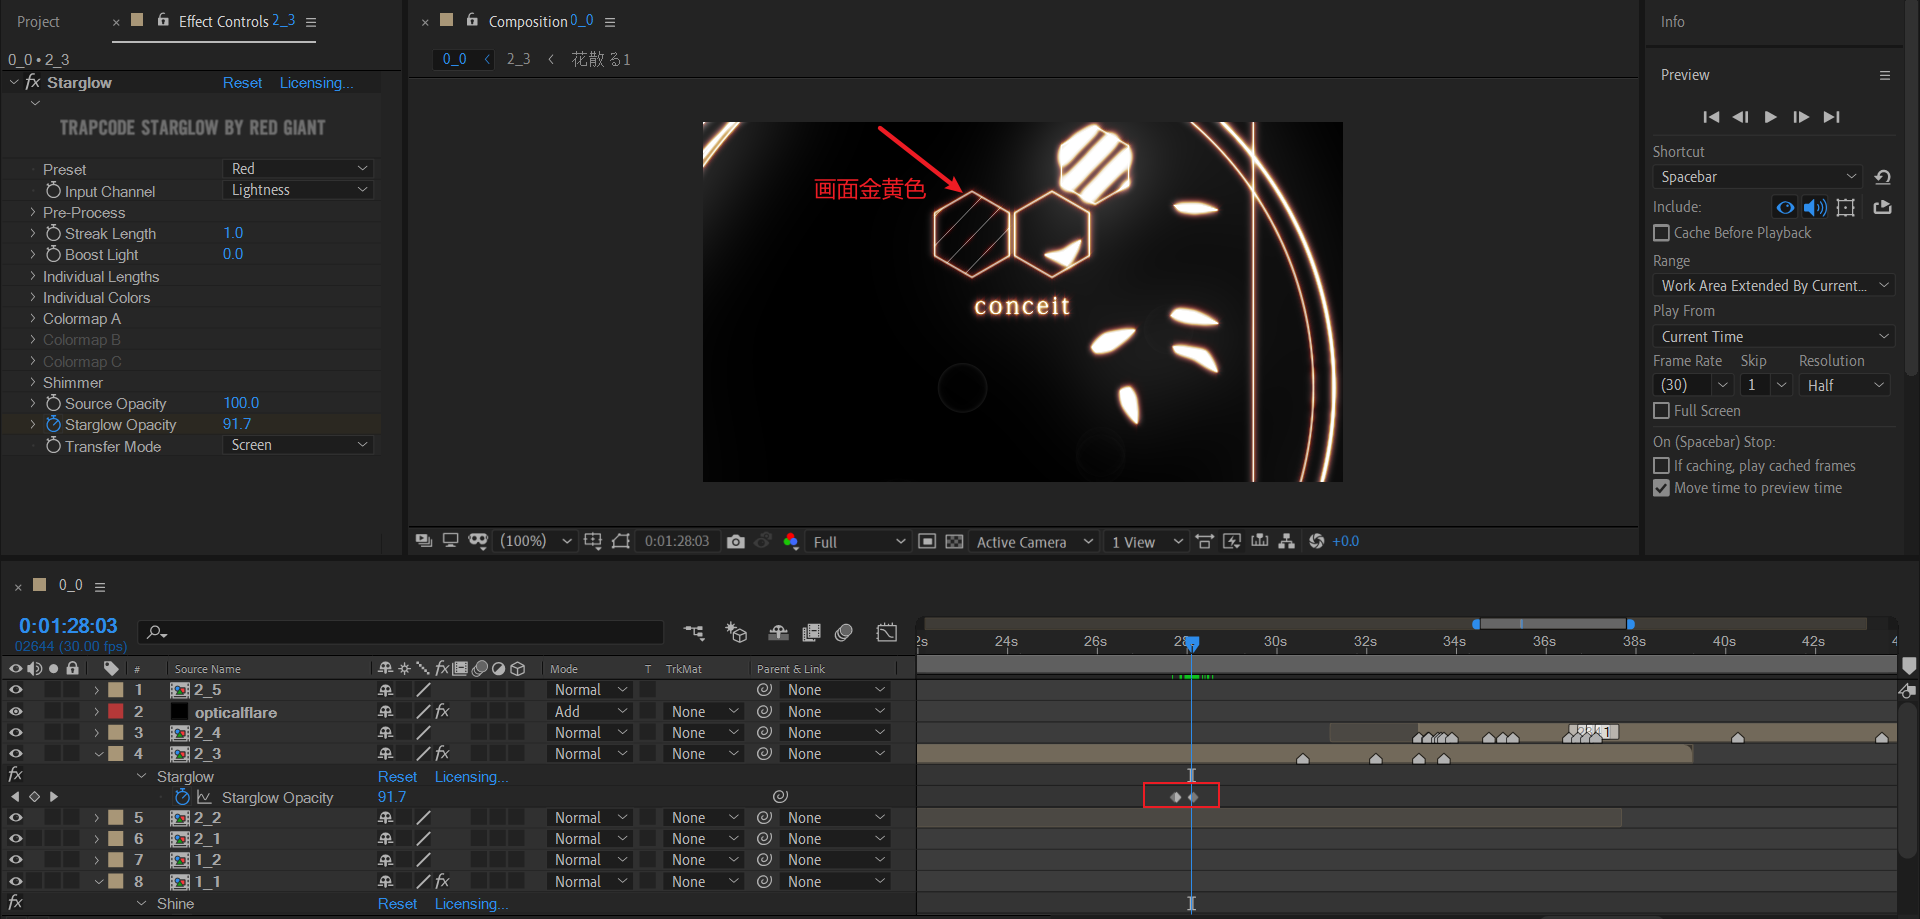 Project
× Effect Controls 2_3 ≡
× Composition 0_0 ≡
Info
0_0 • 2_3
0_0 < 2_3 < 花散る1
fx Starglow Reset Licensing...
TRAPCODE STARGLOW BY RED GIANT
Preset Red
Input Channel Lightness
Pre-Process
Streak Length 1.0
Boost Light 0.0
Individual Lengths
Individual Colors
Colormap A
Colormap B
Colormap C
Shimmer
Source Opacity 100.0
Starglow Opacity 91.7
Transfer Mode Screen
画面金黄色
conceit
(100%) 0:01:28:03 Full Active Camera 1 View +0.0
Preview
Shortcut
Spacebar
Include:
Cache Before Playback
Range
Work Area Extended By Current...
Play From
Current Time
Frame Rate Skip Resolution
(30) 1 Half
Full Screen
On (Spacebar) Stop:
If caching, play cached frames
Move time to preview time
× 0_0 ≡
0:01:28:03
02644 (30.00 fps)
2s 24s 26s 28s 30s 32s 34s 36s 38s 40s 42s 4
# Source Name fx Mode T TrkMat Parent & Link
1 2_5 Normal None
2 opticalflare fx Add None None
3 2_4 Normal None None
4 2_3 fx Normal None None
fx Starglow Reset Licensing...
Starglow Opacity 91.7
5 2_2 Normal None None
6 2_1 Normal None None
7 1_2 Normal None None
8 1_1 fx Normal None None
fx Shine Reset Licensing...